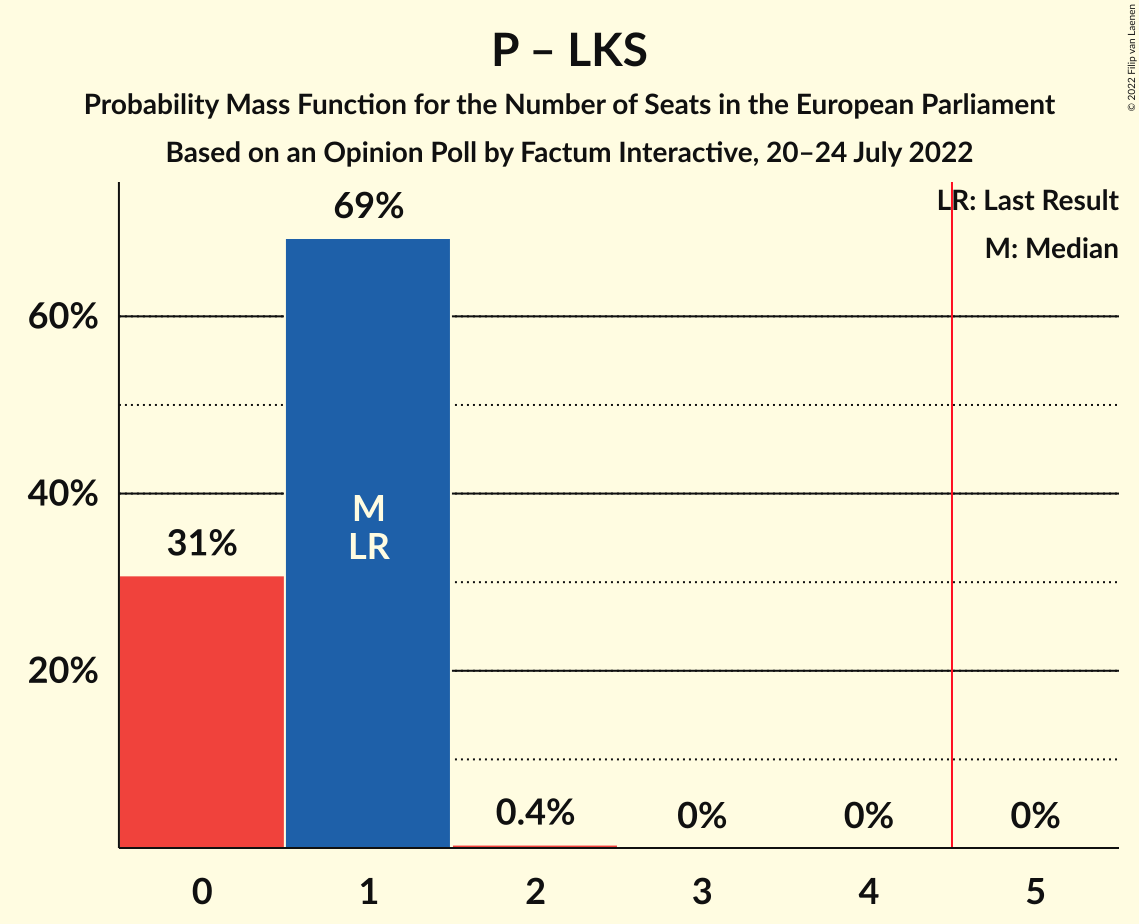 P – LKS
Probability Mass Function for the Number of Seats in the European Parliament
Based on an Opinion Poll by Factum Interactive, 20–24 July 2022
© 2022 Filip van Laenen
LR: Last Result
M: Median
69%
60%
40%
M
LR
31%
20%
0.4%
0%
0%
0%
0
1
2
3
4
5